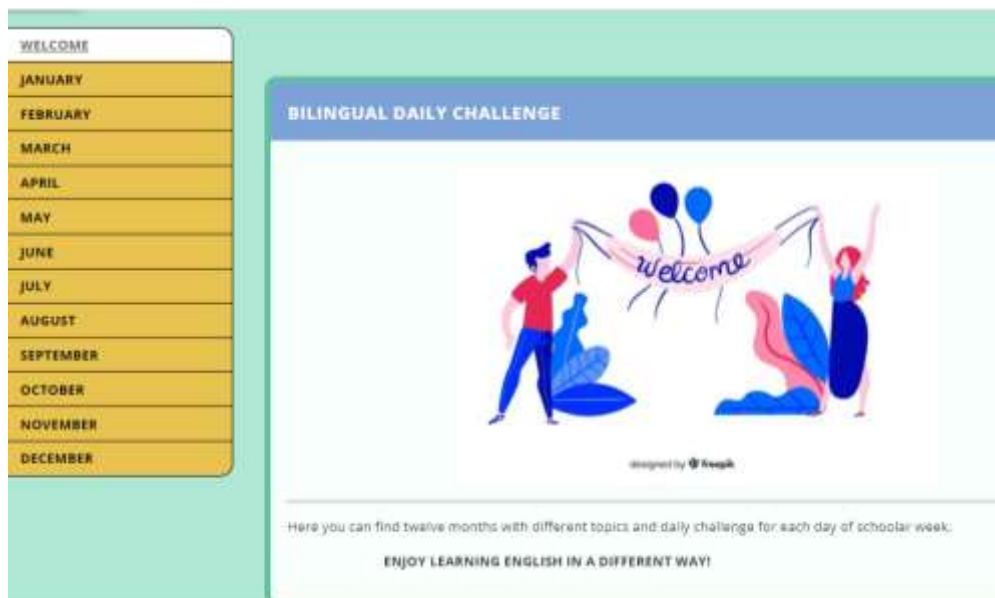 WELCOME
JANUARY
FEBRUARY
MARCH
APRIL
MAY
JUNE
JULY
AUGUST
SEPTEMBER
OCTOBER
NOVEMBER
DECEMBER
BILINGUAL DAILY CHALLENGE
welcome
designed by freepik
Here you can find twelve months with different topics and daily challenge for each day of schoolar week.
ENJOY LEARNING ENGLISH IN A DIFFERENT WAY!